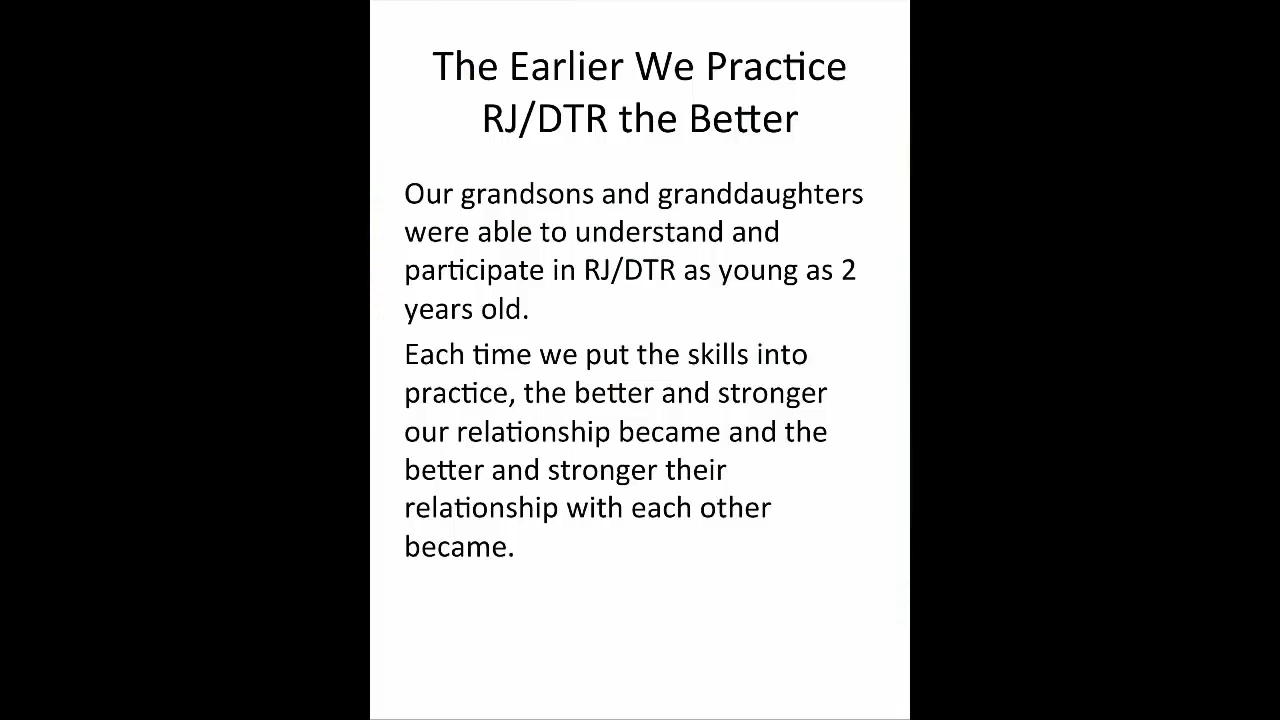 The Earlier We Practice
RJ/DTR the Better
Our grandsons and granddaughters
were able to understand and
participate in RJ/DTR as young as 2
years old.
Each time we put the skills into
practice, the better and stronger
our relationship became and the
better and stronger their
relationship with each other
became.